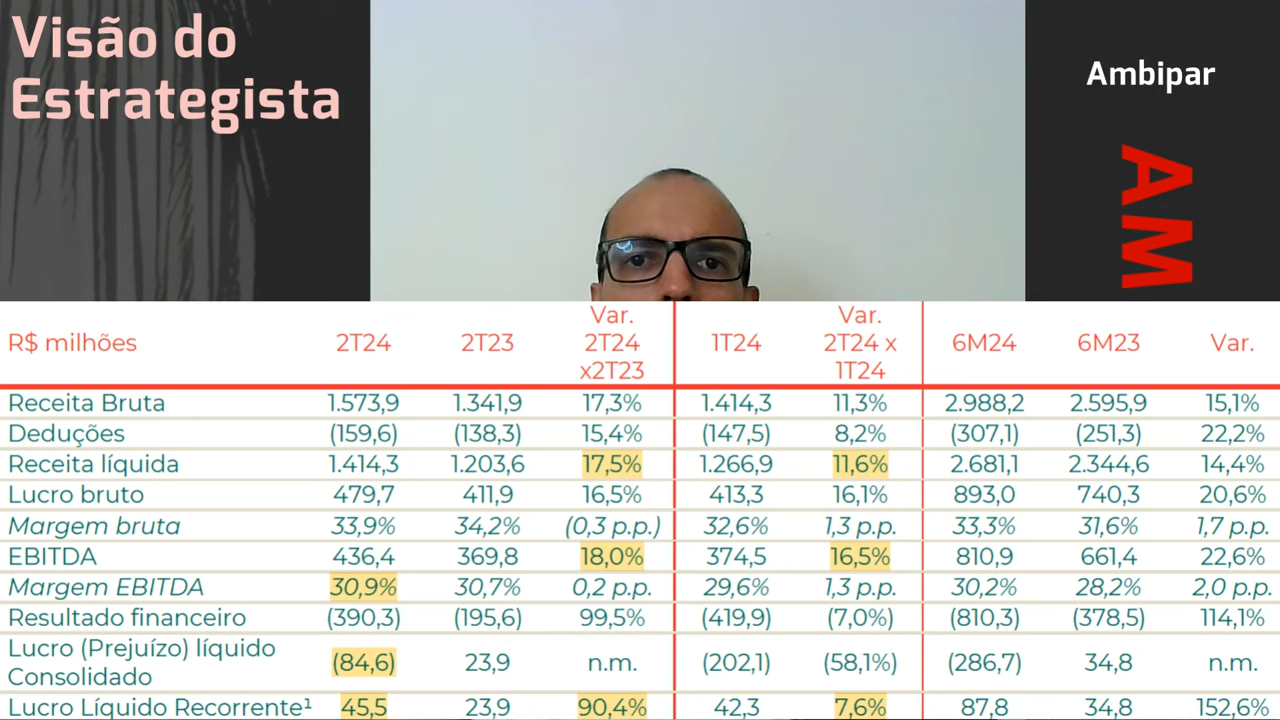 Visão do
Estrategista
Ambipar
AM
R$ milhões 2T24 2T23 Var. 2T24 x2T23 1T24 Var. 2T24 x 1T24 6M24 6M23 Var.
Receita Bruta 1.573,9 1.341,9 17,3% 1.414,3 11,3% 2.988,2 2.595,9 15,1%
Deduções (159,6) (138,3) 15,4% (147,5) 8,2% (307,1) (251,3) 22,2%
Receita líquida 1.414,3 1.203,6 17,5% 1.266,9 11,6% 2.681,1 2.344,6 14,4%
Lucro bruto 479,7 411,9 16,5% 413,3 16,1% 893,0 740,3 20,6%
Margem bruta 33,9% 34,2% (0,3 p.p.) 32,6% 1,3 p.p. 33,3% 31,6% 1,7 p.p.
EBITDA 436,4 369,8 18,0% 374,5 16,5% 810,9 661,4 22,6%
Margem EBITDA 30,9% 30,7% 0,2 p.p. 29,6% 1,3 p.p. 30,2% 28,2% 2,0 p.p.
Resultado financeiro (390,3) (195,6) 99,5% (419,9) (7,0%) (810,3) (378,5) 114,1%
Lucro (Prejuízo) líquido
Consolidado (84,6) 23,9 n.m. (202,1) (58,1%) (286,7) 34,8 n.m.
Lucro Líquido Recorrente¹ 45,5 23,9 90,4% 42,3 7,6% 87,8 34,8 152,6%